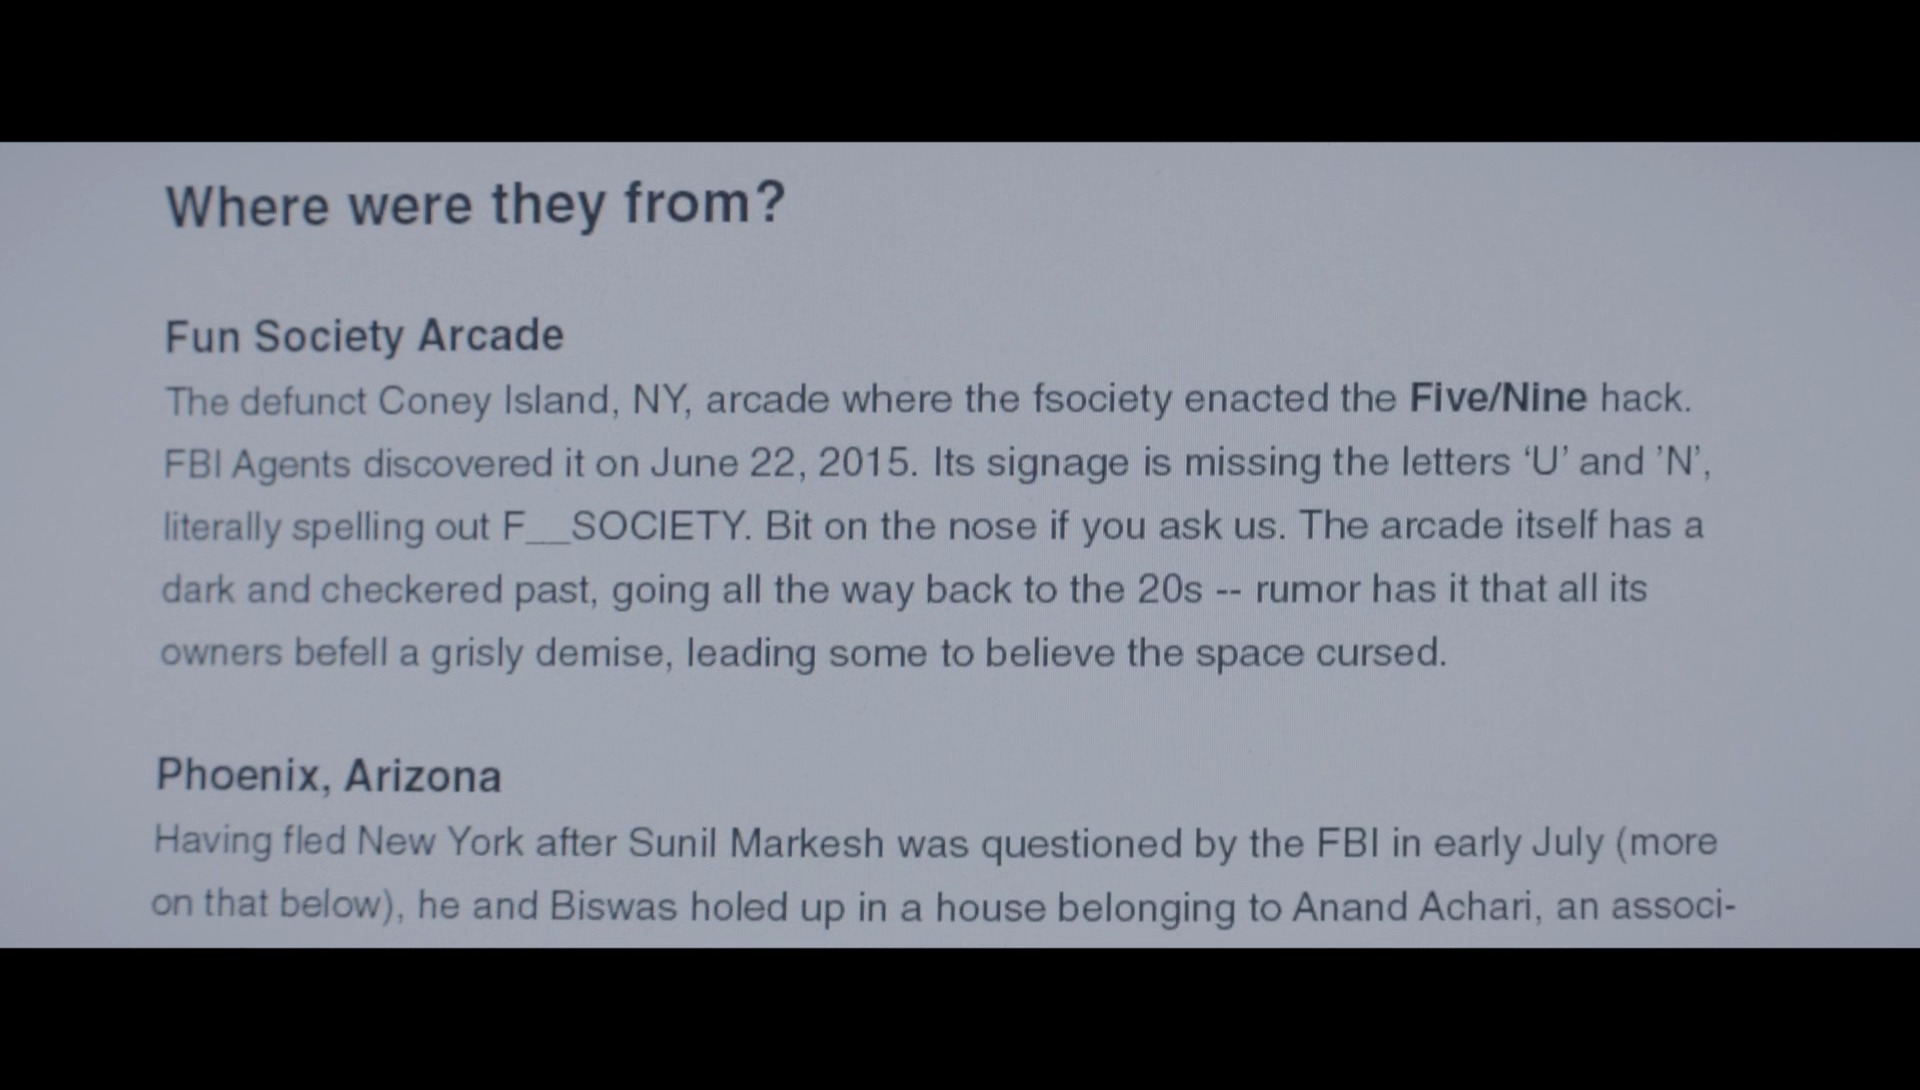 Where were they from?
Fun Society Arcade
The defunct Coney Island, NY, arcade where the fsociety enacted the Five/Nine hack.
FBI Agents discovered it on June 22, 2015. Its signage is missing the letters ‘U’ and ’N’,
literally spelling out F__SOCIETY. Bit on the nose if you ask us. The arcade itself has a
dark and checkered past, going all the way back to the 20s -- rumor has it that all its
owners befell a grisly demise, leading some to believe the space cursed.
Phoenix, Arizona
Having fled New York after Sunil Markesh was questioned by the FBI in early July (more
on that below), he and Biswas holed up in a house belonging to Anand Achari, an associ-